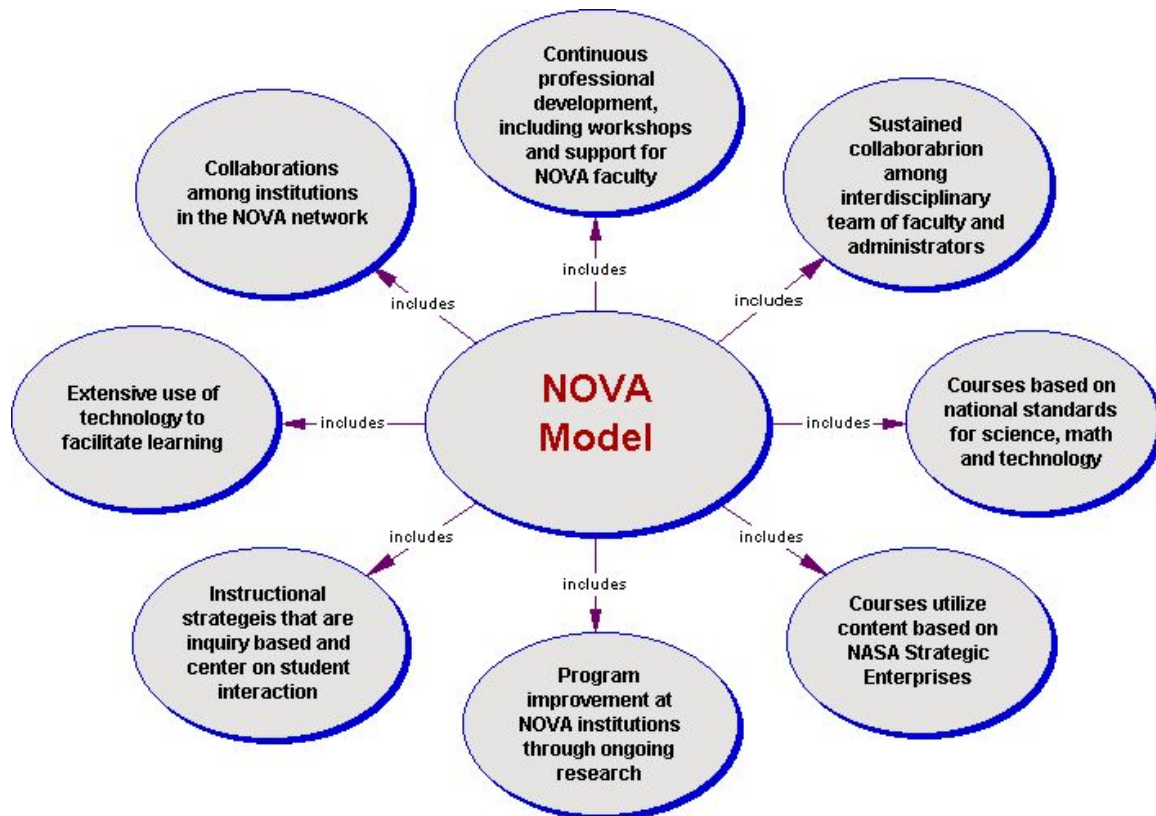 Continuous
professional
development,
including workshops
and support for
NOVA faculty
Collaborations
among institutions
in the NOVA network
Sustained
collaborabrion
among
interdisciplinary
team of faculty and
administrators
includes
includes
includes
Extensive use of
technology to
facilitate learning
includes
NOVA
Model
includes
Courses based on
national standards
for science, math
and technology
includes
includes
includes
Instructional
strategeis that are
inquiry based and
center on student
interaction
Program
improvement at
NOVA institutions
through ongoing
research
Courses utilize
content based on
NASA Strategic
Enterprises